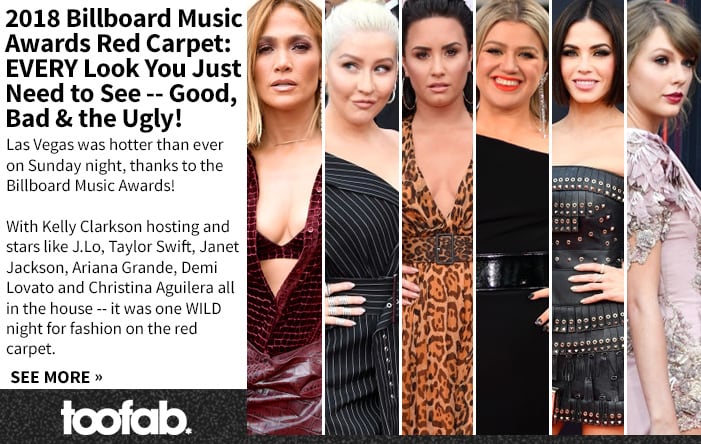 2018 Billboard Music
Awards Red Carpet:
EVERY Look You Just
Need to See -- Good,
Bad & the Ugly!
Las Vegas was hotter than ever
on Sunday night, thanks to the
Billboard Music Awards!
With Kelly Clarkson hosting and
stars like J.Lo, Taylor Swift, Janet
Jackson, Ariana Grande, Demi
Lovato and Christina Aguilera all
in the house -- it was one WILD
night for fashion on the red
carpet.
SEE MORE »
toofab.